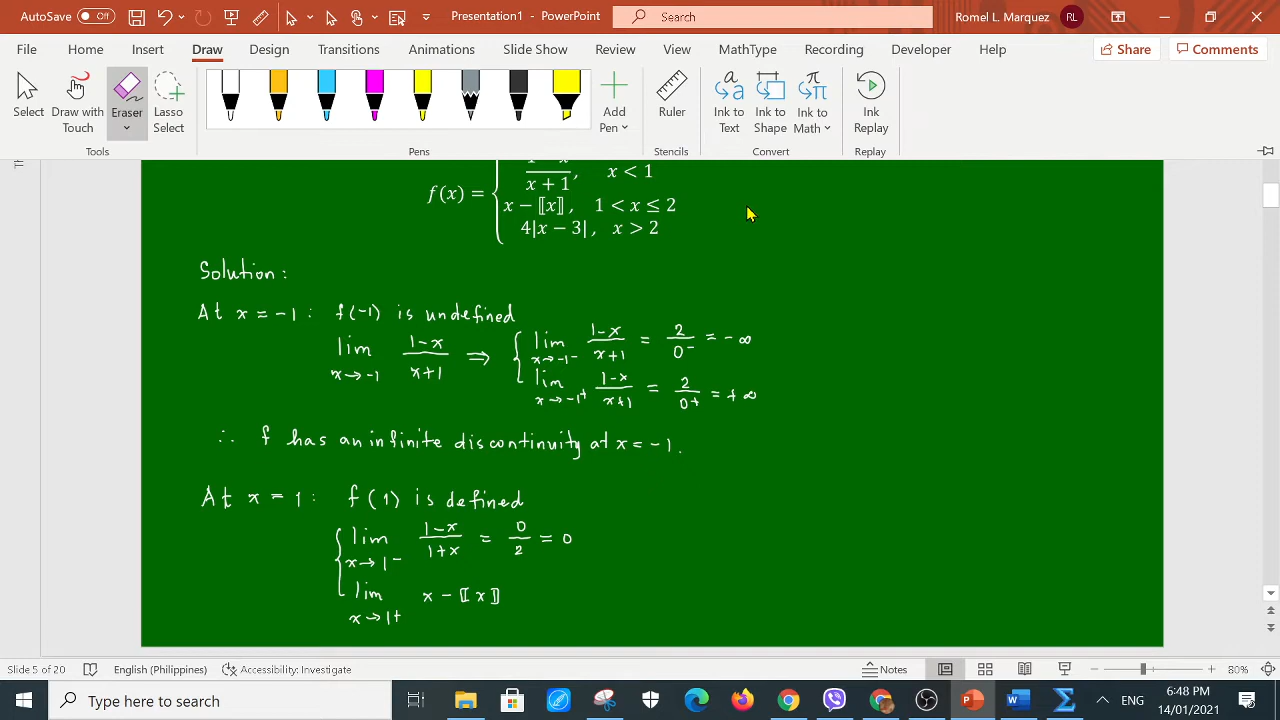 AutoSave Off Presentation1 - PowerPoint Search Romel L. Marquez RL
File Home Insert Draw Design Slide Show Transitions Animations Review View MathType Recording Developer Help Share Comments
Select Draw with Touch Eraser Lasso Select Add Pen Ruler Ink to Text Ink to Shape Ink to Math Ink Replay
Tools Pens Stencils Convert Replay
f(x) = { x + 1, x < 1
x − ⟦x⟧, 1 < x ≤ 2
4|x − 3|, x > 2
Solution:
At x = -1: f(-1) is undefined
lim x→-1 (1-x)/(x+1) ⇒ { lim x→-1⁻ (1-x)/(x+1) = 2/0⁻ = -∞
lim x→-1⁺ (1-x)/(x+1) = 2/0⁺ = +∞
∴ f has an infinite discontinuity at x = -1.
At x = 1: f(1) is defined
{ lim x→1⁻ (1-x)/(1+x) = 0/2 = 0
lim x→1⁺ x - ⟦x⟧
Slide 5 of 20 English (Philippines) Accessibility: Investigate Notes 80%
Type here to search ENG 6:48 PM 14/01/2021